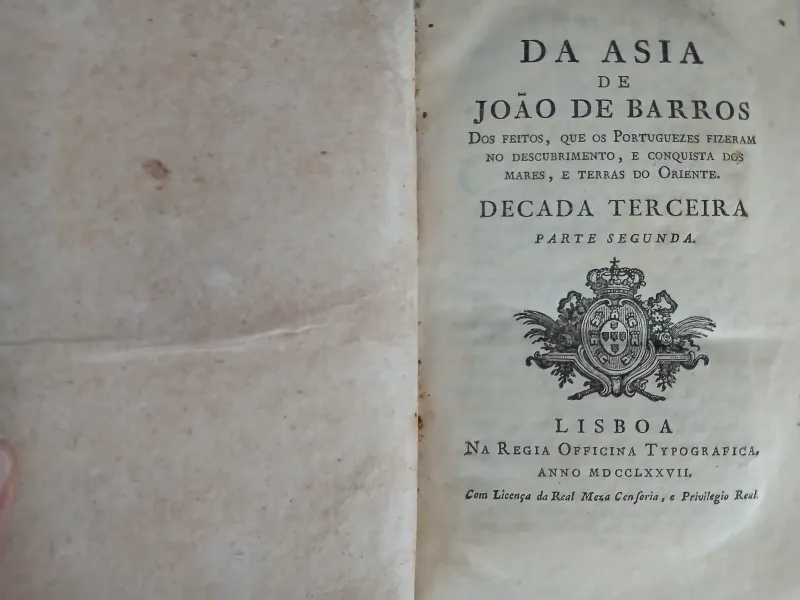 DA ASIA
DE
JOÃO DE BARROS
DOS FEITOS, QUE OS PORTUGUEZES FIZERAM
NO DESCUBRIMENTO, E CONQUISTA DOS
MARES, E TERRAS DO ORIENTE.
DECADA TERCEIRA
PARTE SEGUNDA.
LISBOA
NA REGIA OFFICINA TYPOGRAFICA,
ANNO MDCCLXXVII.
Com Licença da Real Meza Cenſoria, e Privilegio Real.